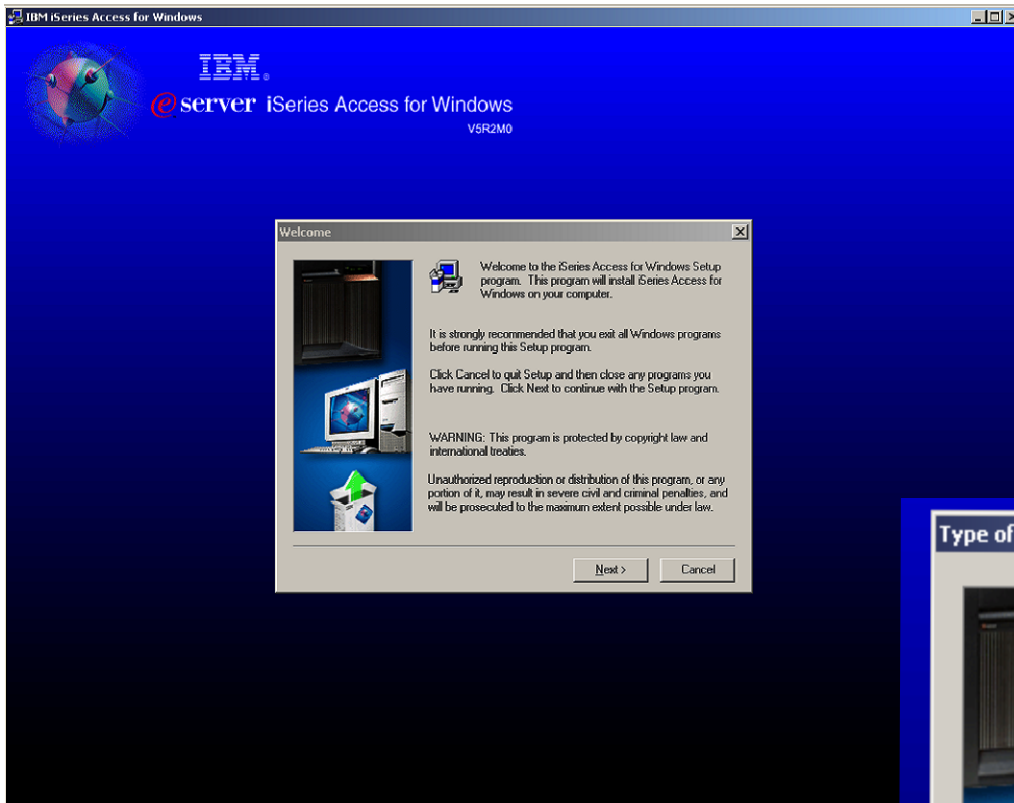 IBM iSeries Access for Windows
IBM®
e server iSeries Access for Windows
V5R2M0
Welcome
Welcome to the iSeries Access for Windows Setup
program. This program will install iSeries Access for
Windows on your computer.
It is strongly recommended that you exit all Windows programs
before running this Setup program.
Click Cancel to quit Setup and then close any programs you
have running. Click Next to continue with the Setup program.
WARNING: This program is protected by copyright law and
international treaties.
Unauthorized reproduction or distribution of this program, or any
portion of it, may result in severe civil and criminal penalties, and
will be prosecuted to the maximum extent possible under law.
Next >
Cancel
Type of